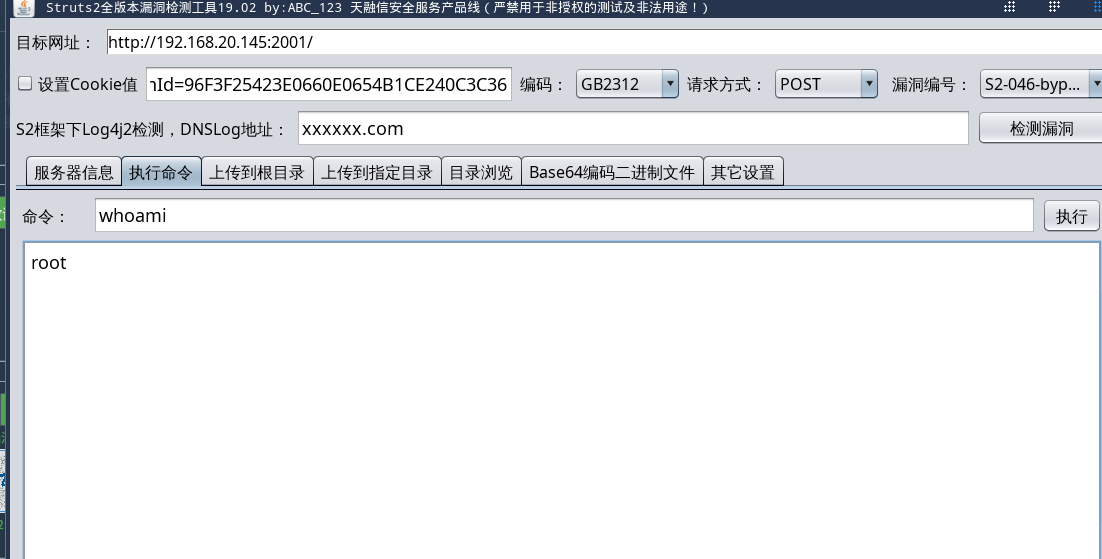 Struts2全版本漏洞检测工具19.02 by:ABC_123 天融信安全服务产品线（严禁用于非授权的测试及非法用途！）
目标网址： http://192.168.20.145:2001/
设置Cookie值 Id=96F3F25423E0660E0654B1CE240C3C36 编码： GB2312 请求方式： POST 漏洞编号： S2-046-byp...
S2框架下Log4j2检测，DNSLog地址： xxxxxx.com 检测漏洞
服务器信息 执行命令 上传到根目录 上传到指定目录 目录浏览 Base64编码二进制文件 其它设置
命令： whoami 执行
root